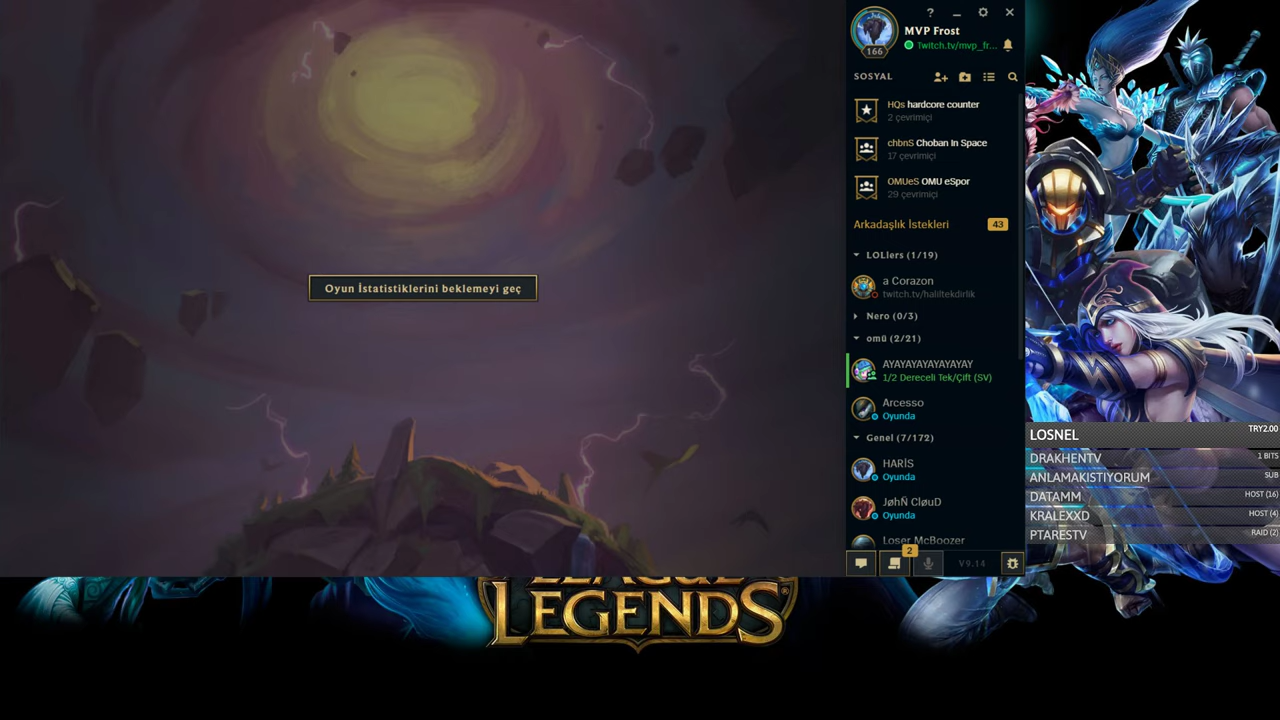 ?
MVP Frost
166
Twitch.tv/mvp_fr...
SOSYAL
HQs hardcore counter
2 çevrimiçi
chbnS Choban In Space
17 çevrimiçi
OMUeS OMU eSpor
29 çevrimiçi
Arkadaşlık İstekleri
43
LOLlers (1/19)
a Corazon
twitch.tv/haliltekdirlik
Nero (0/3)
omü (2/21)
AYAYAYAYAYAYAYAY
1/2 Dereceli Tek/Çift (SV)
Arcesso
Oyunda
Genel (7/172)
HARİS
Oyunda
JøhÑ CløuD
Oyunda
Loser McBoozer
2
V9.14
Oyun İstatistiklerini beklemeyi geç
LOSNEL TRY2.00
DRAKHENTV 1 BITS
ANLAMAKISTIYORUM SUB
DATAMM HOST (16)
KRALEXXD HOST (4)
PTARESTV RAID (2)
LEAGUE
LEGENDS